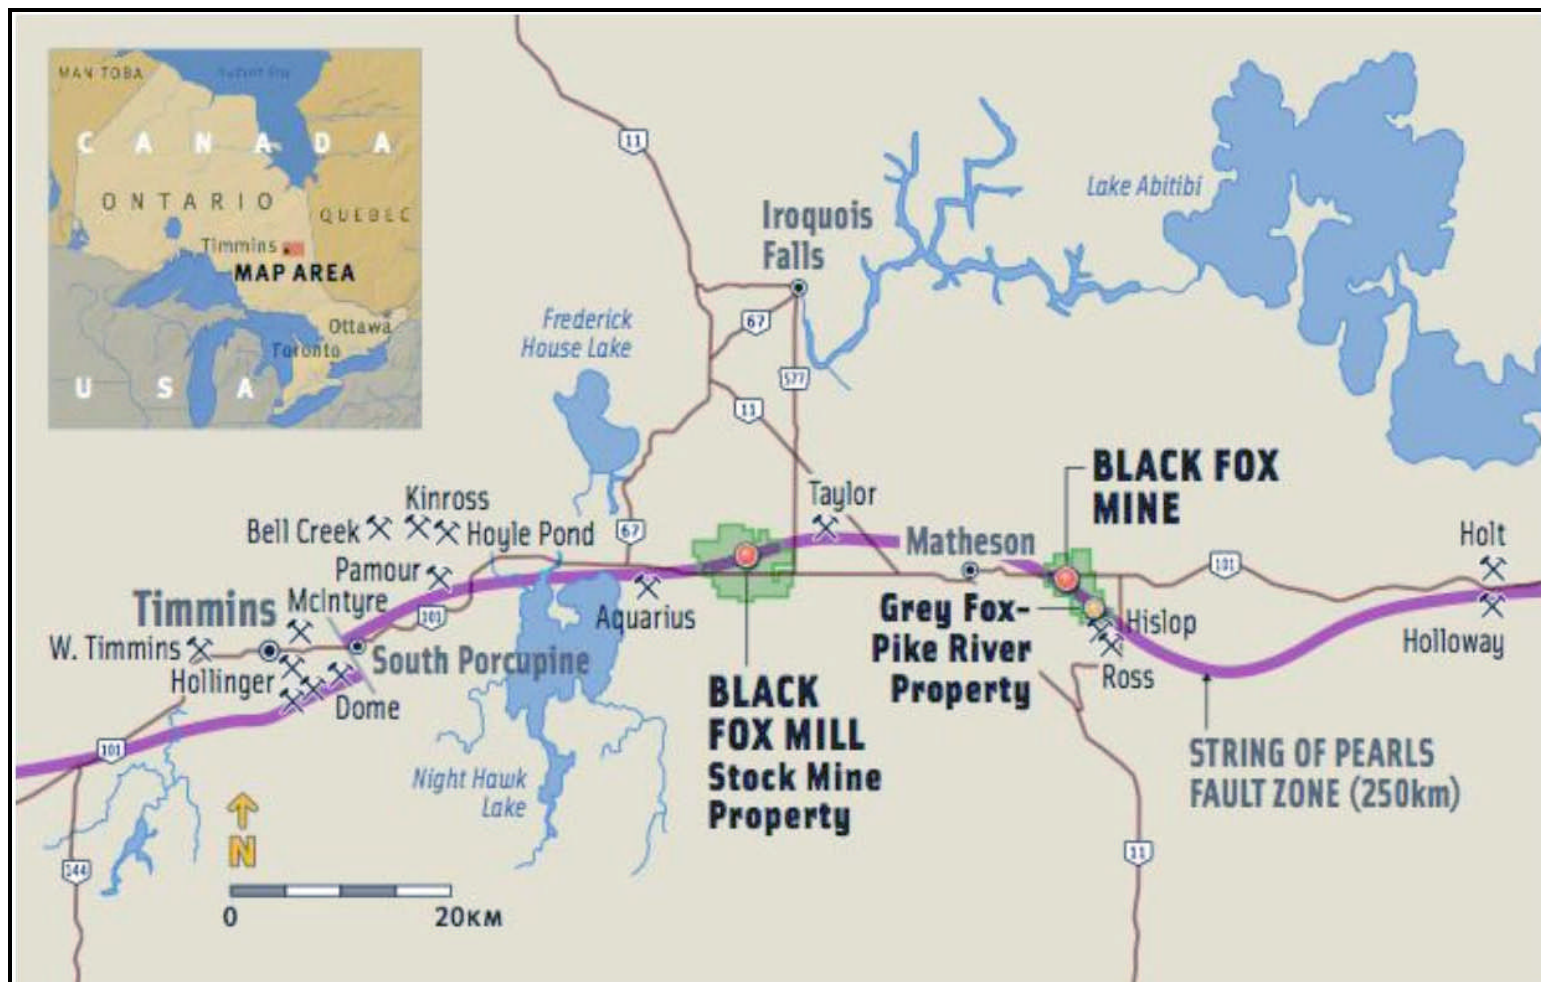 MANITOBA
Hudson Bay
CANADA
ONTARIO
QUEBEC
Timmins
MAP AREA
Ottawa
Toronto
USA
11
Lake Abitibi
Iroquois
Falls
67
Frederick
House Lake
577
11
BLACK FOX
MINE
Kinross
Taylor
Bell Creek
Hoyle Pond
67
Holt
Matheson
101
Pamour
Timmins
McIntyre
101
Aquarius
Grey Fox-
Pike River
Property
Hislop
W. Timmins
South Porcupine
Holloway
Hollinger
Ross
Dome
BLACK
FOX MILL
Stock Mine
Property
101
STRING OF PEARLS
FAULT ZONE (250km)
Night Hawk
Lake
N
144
11
0
20KM